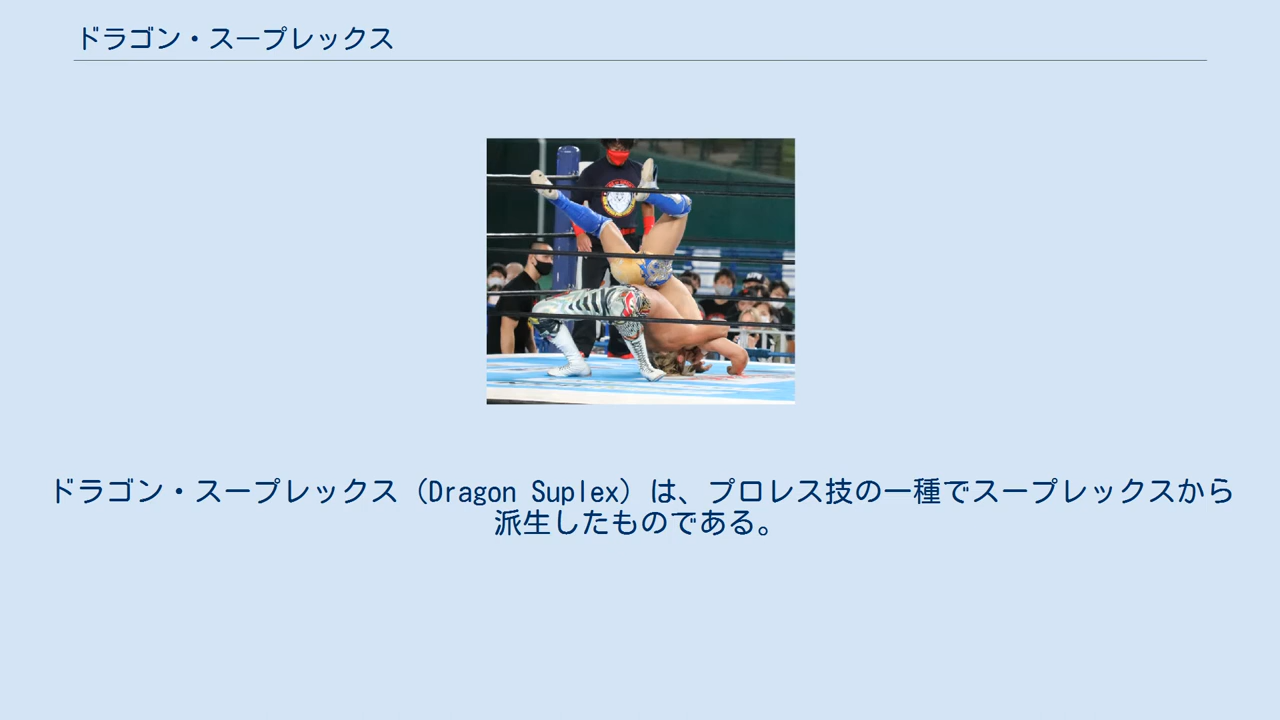 ドラゴン・スープレックス
ドラゴン・スープレックス（Dragon Suplex）は、プロレス技の一種でスープレックスから
派生したものである。